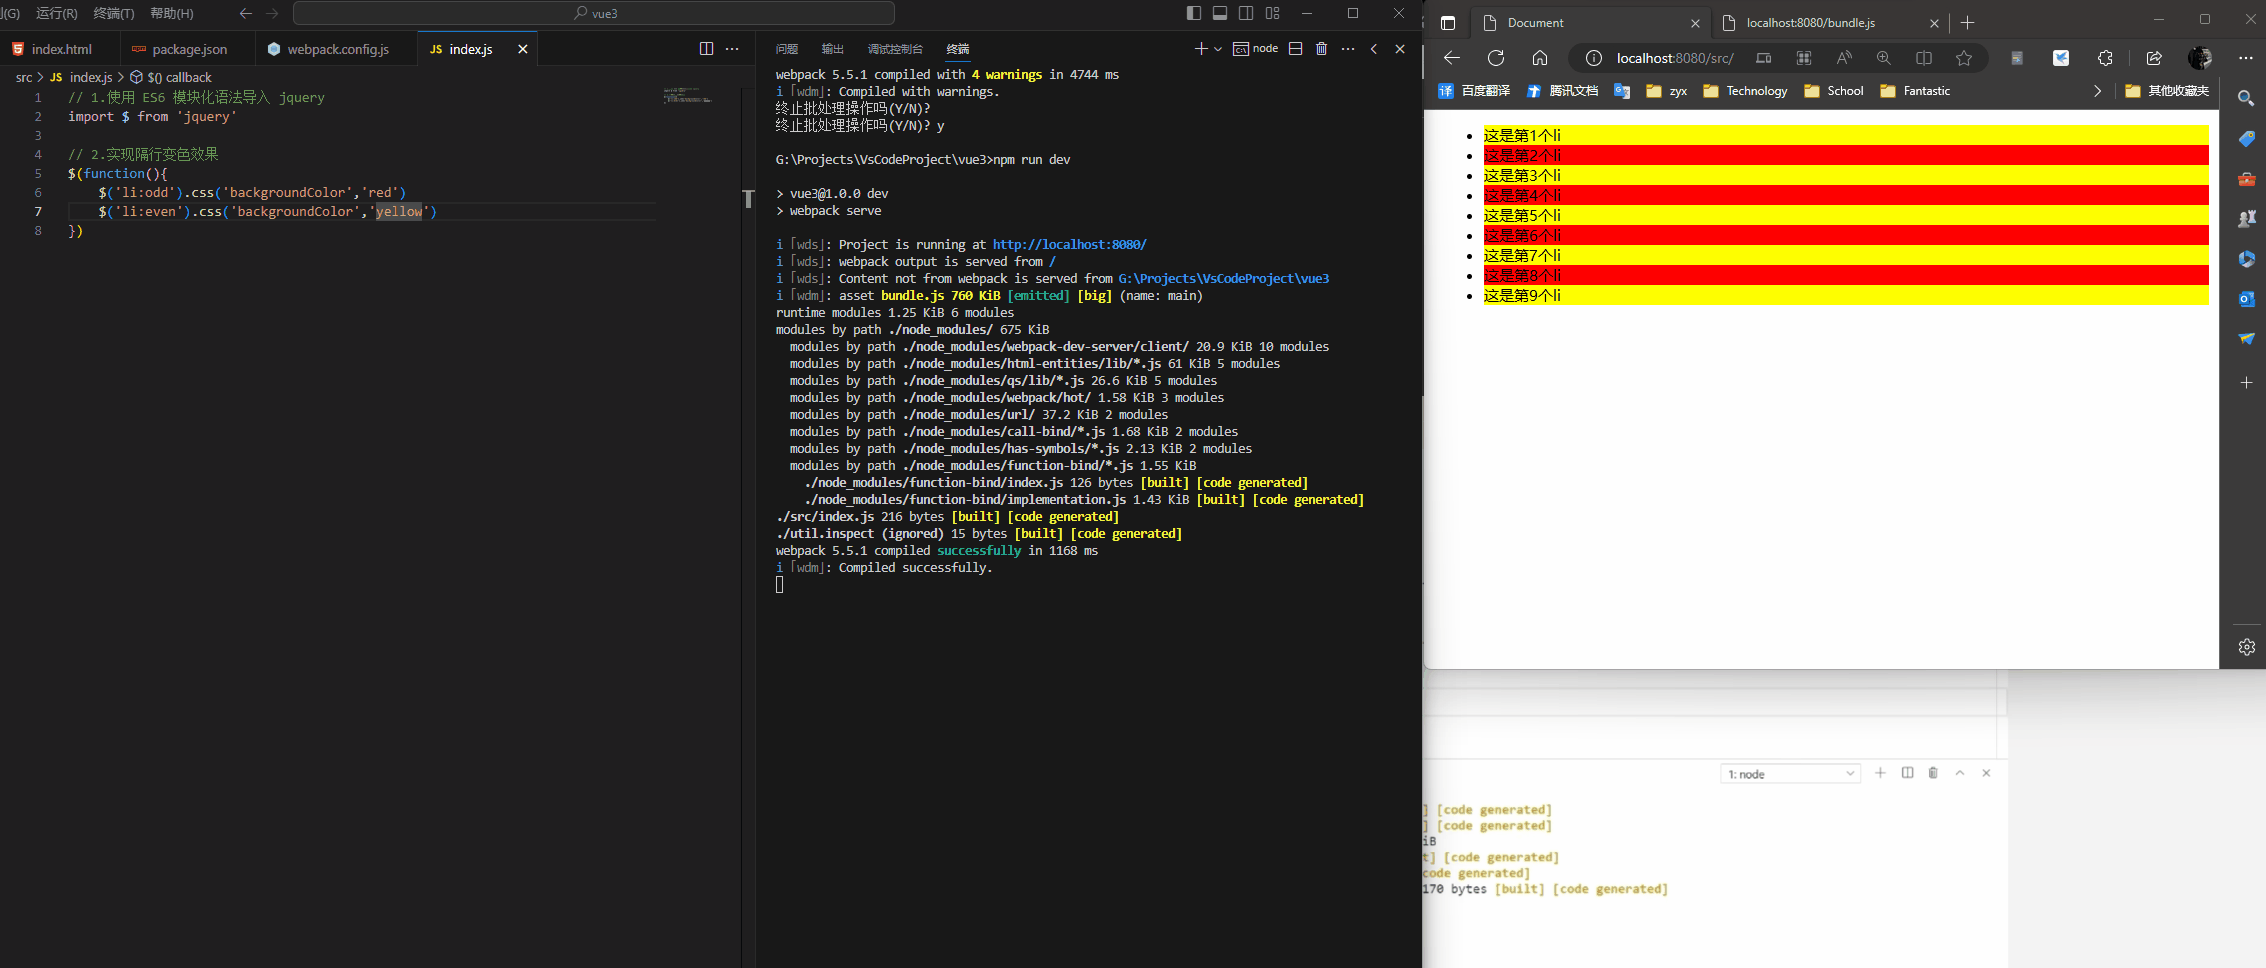 (G) 运行(R) 终端(T) 帮助(H)
vue3
index.html package.json webpack.config.js JS index.js
src > JS index.js > $() callback
1 // 1.使用 ES6 模块化语法导入 jquery
2 import $ from 'jquery'
3
4 // 2.实现隔行变色效果
5 $(function(){
6 $('li:odd').css('backgroundColor','red')
7 $('li:even').css('backgroundColor','yellow')
8 })
问题 输出 调试控制台 终端
node
webpack 5.5.1 compiled with 4 warnings in 4744 ms
i ｢wdm｣: Compiled with warnings.
终止批处理操作吗(Y/N)?
终止批处理操作吗(Y/N)? y
G:\Projects\VsCodeProject\vue3>npm run dev
> vue3@1.0.0 dev
> webpack serve
i ｢wds｣: Project is running at http://localhost:8080/
i ｢wds｣: webpack output is served from /
i ｢wds｣: Content not from webpack is served from G:\Projects\VsCodeProject\vue3
i ｢wdm｣: asset bundle.js 760 KiB [emitted] [big] (name: main)
runtime modules 1.25 KiB 6 modules
modules by path ./node_modules/ 675 KiB
modules by path ./node_modules/webpack-dev-server/client/ 20.9 KiB 10 modules
modules by path ./node_modules/html-entities/lib/*.js 61 KiB 5 modules
modules by path ./node_modules/qs/lib/*.js 26.6 KiB 5 modules
modules by path ./node_modules/webpack/hot/ 1.58 KiB 3 modules
modules by path ./node_modules/url/ 37.2 KiB 2 modules
modules by path ./node_modules/call-bind/*.js 1.68 KiB 2 modules
modules by path ./node_modules/has-symbols/*.js 2.13 KiB 2 modules
modules by path ./node_modules/function-bind/*.js 1.55 KiB
./node_modules/function-bind/index.js 126 bytes [built] [code generated]
./node_modules/function-bind/implementation.js 1.43 KiB [built] [code generated]
./src/index.js 216 bytes [built] [code generated]
./util.inspect (ignored) 15 bytes [built] [code generated]
webpack 5.5.1 compiled successfully in 1168 ms
i ｢wdm｣: Compiled successfully.
Document localhost:8080/bundle.js
localhost:8080/src/
百度翻译 腾讯文档 zyx Technology School Fantastic 其他收藏夹
这是第1个li
这是第2个li
这是第3个li
这是第4个li
这是第5个li
这是第6个li
这是第7个li
这是第8个li
这是第9个li
1: node
] [code generated]
] [code generated]
iB
t] [code generated]
code generated]
170 bytes [built] [code generated]